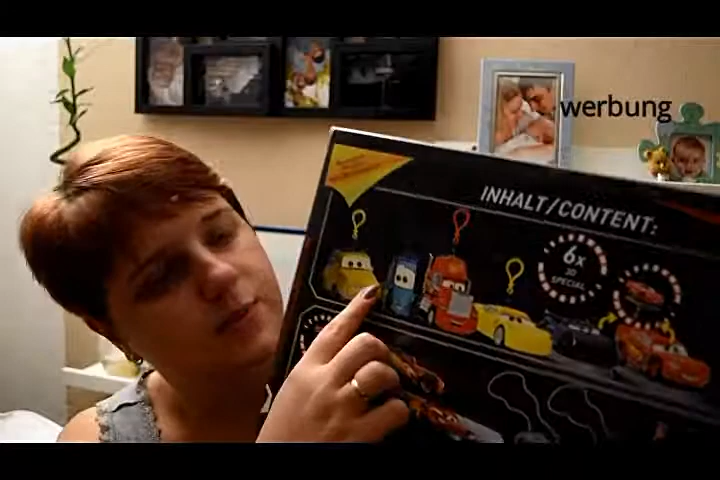 werbung
INHALT/CONTENT:
6x
3D
SPECIAL